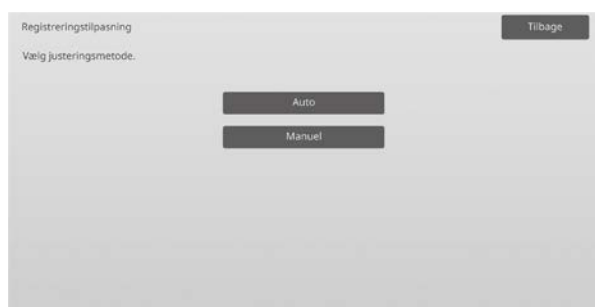 Registreringstilpasning
Tilbage
Vælg justeringsmetode.
Auto
Manuel